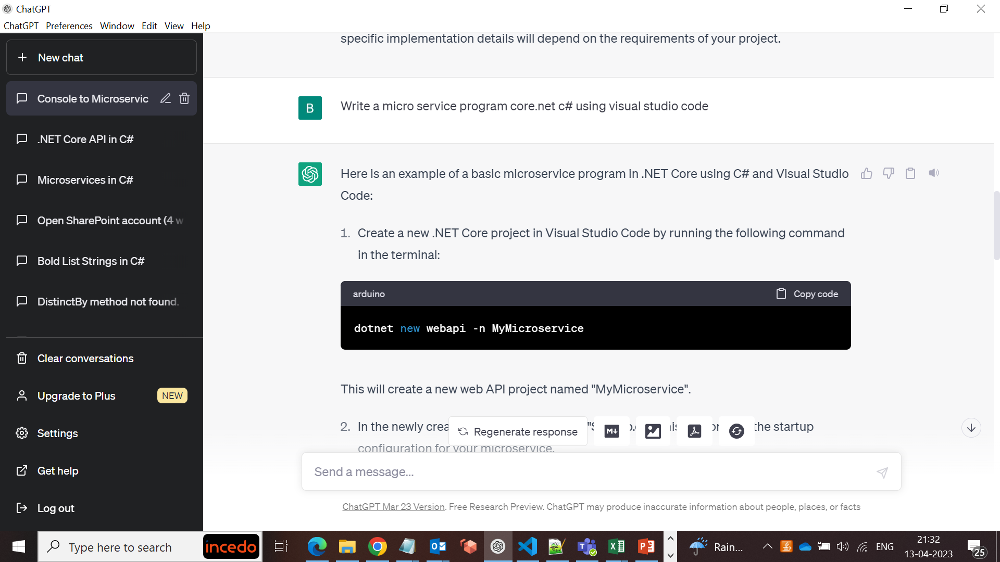 ChatGPT
ChatGPT Preferences Window Edit View Help
New chat
Console to Microservic
.NET Core API in C#
Microservices in C#
Open SharePoint account (4 w
Bold List Strings in C#
DistinctBy method not found.
Clear conversations
Upgrade to Plus NEW
Settings
Get help
Log out
specific implementation details will depend on the requirements of your project.
B Write a micro service program core.net c# using visual studio code
Here is an example of a basic microservice program in .NET Core using C# and Visual Studio
Code:
1. Create a new .NET Core project in Visual Studio Code by running the following command
in the terminal:
arduino Copy code
dotnet new webapi -n MyMicroservice
This will create a new web API project named "MyMicroservice".
2. In the newly crea Regenerate response the startup
configuration for your microservice.
Send a message...
ChatGPT Mar 23 Version. Free Research Preview. ChatGPT may produce inaccurate information about people, places, or facts
Type here to search incedo Rain... ENG 21:32
13-04-2023 25